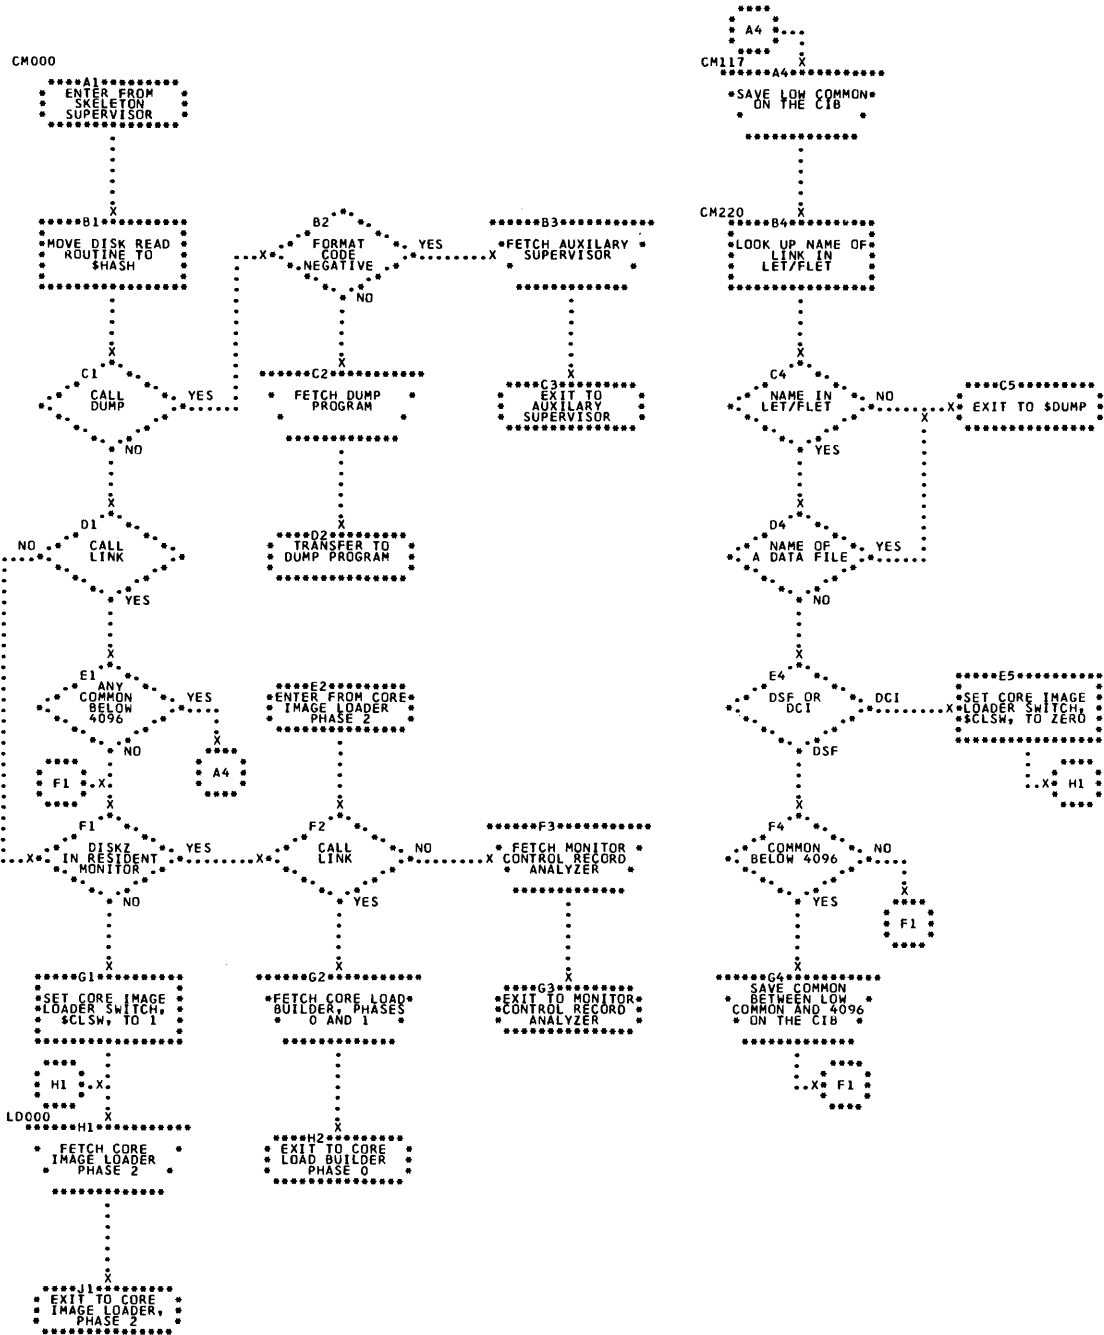 CM000
A1
ENTER FROM
SKELETON
SUPERVISOR
B1
MOVE DISK READ
ROUTINE TO
$HASH
C1
CALL
DUMP
YES
NO
D1
CALL
LINK
NO
YES
E1
ANY
COMMON
BELOW
4096
YES
NO
A4
F1
F1
DISKZ
IN RESIDENT
MONITOR
YES
NO
G1
SET CORE IMAGE
LOADER SWITCH,
$CLSW, TO 1
H1
LD000
H1
FETCH CORE
IMAGE LOADER
PHASE 2
J1
EXIT TO CORE
IMAGE LOADER,
PHASE 2
B2
FORMAT
CODE
NEGATIVE
YES
NO
C2
FETCH DUMP
PROGRAM
D2
TRANSFER TO
DUMP PROGRAM
E2
ENTER FROM CORE
IMAGE LOADER
PHASE 2
F2
CALL
LINK
NO
YES
G2
FETCH CORE LOAD
BUILDER, PHASES
0 AND 1
H2
EXIT TO CORE
LOAD BUILDER
PHASE 0
B3
FETCH AUXILARY
SUPERVISOR
C3
EXIT TO
AUXILARY
SUPERVISOR
F3
FETCH MONITOR
CONTROL RECORD
ANALYZER
G3
EXIT TO MONITOR
CONTROL RECORD
ANALYZER
A4
CM117
A4
SAVE LOW COMMON
ON THE CIB
CM220
B4
LOOK UP NAME OF
LINK IN
LET/FLET
C4
NAME IN
LET/FLET
NO
YES
D4
NAME OF
A DATA FILE
YES
NO
E4
DSF OR
DCI
DCI
DSF
F4
COMMON
BELOW 4096
NO
YES
F1
G4
SAVE COMMON
BETWEEN LOW
COMMON AND 4096
ON THE CIB
F1
C5
EXIT TO $DUMP
E5
SET CORE IMAGE
LOADER SWITCH,
$CLSW, TO ZERO
H1